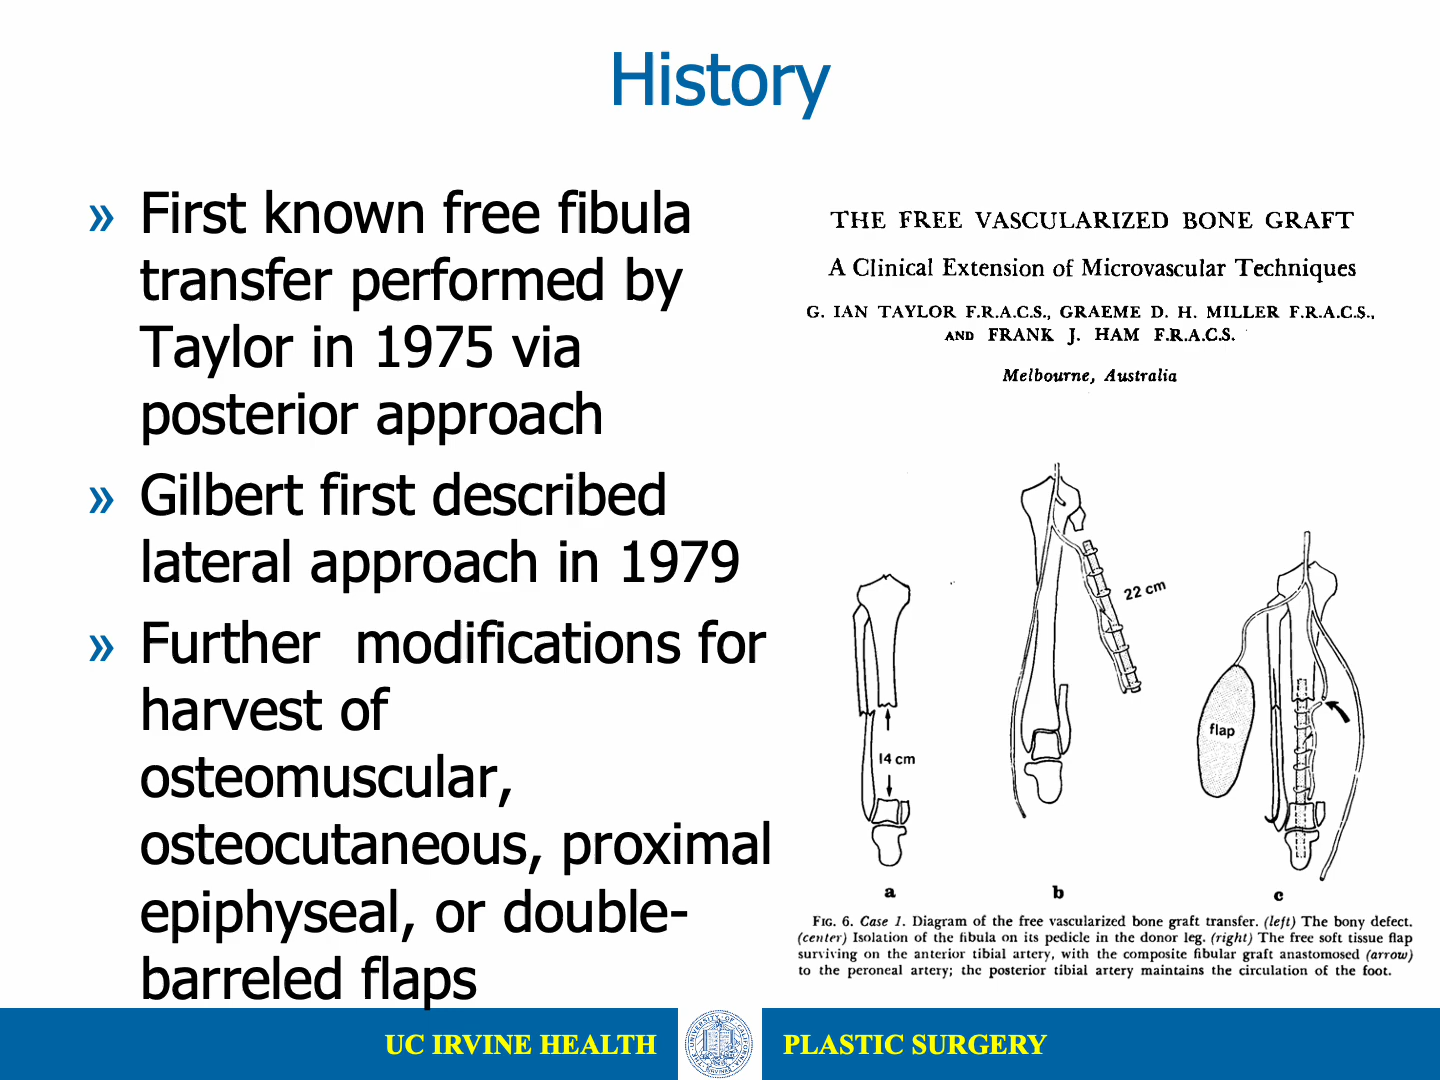 History
» First known free fibula
transfer performed by
Taylor in 1975 via
posterior approach
» Gilbert first described
lateral approach in 1979
» Further  modifications for
harvest of
osteomuscular,
osteocutaneous, proximal
epiphyseal, or double-
barreled flaps
THE FREE VASCULARIZED BONE GRAFT
A Clinical Extension of Microvascular Techniques
G. IAN TAYLOR F.R.A.C.S., GRAEME D. H. MILLER F.R.A.C.S.,
AND FRANK J. HAM F.R.A.C.S.
Melbourne, Australia
22 cm
flap
14 cm
a
b
c
FIG. 6. Case 1. Diagram of the free vascularized bone graft transfer. (left) The bony defect.
(center) Isolation of the fibula on its pedicle in the donor leg. (right) The free soft tissue flap
surviving on the anterior tibial artery, with the composite fibular graft anastomosed (arrow)
to the peroneal artery; the posterior tibial artery maintains the circulation of the foot.
UC IRVINE HEALTH
PLASTIC SURGERY